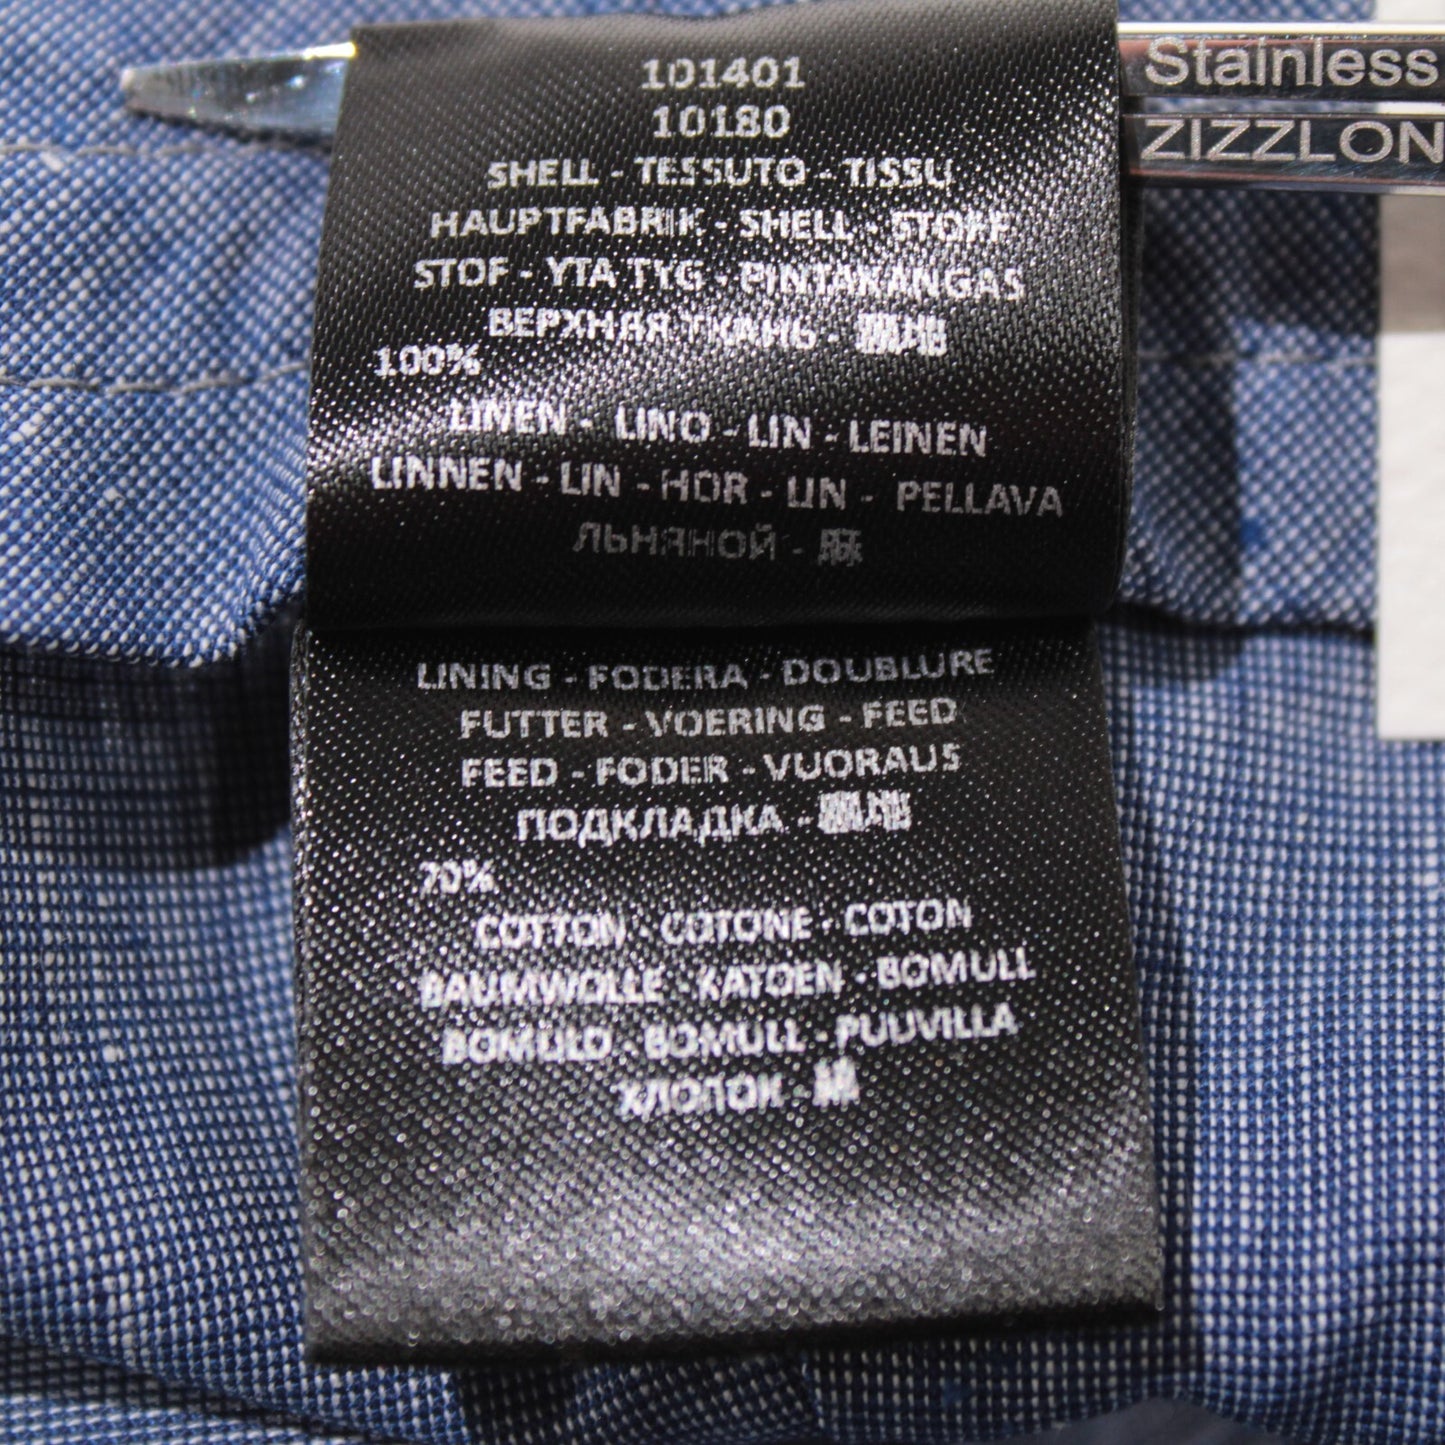 Stainless
ZIZZLON
101401
10180
SHELL - TESSUTO - TISSU
HAUPTFABRIK - SHELL - STOFF
STOF - YTA TYG - PINTAKANGAS
ВЕРХНЯЯ ТКАНЬ -
100%
LINEN - LINO - LIN - LEINEN
LINNEN - LIN - HØR - LIN - PELLAVA
ЛЬНЯНОЙ - 麻
LINING - FODERA - DOUBLURE
FUTTER - VOERING - FEED
FEED - FODER - VUORAUS
ПОДКЛАДКА -
70%
COTTON - COTONE - COTON
BAUMWOLLE - KATOEN - BOMULL
BOMULD - BOMULL - PUUVILLA
ХЛОПОК -